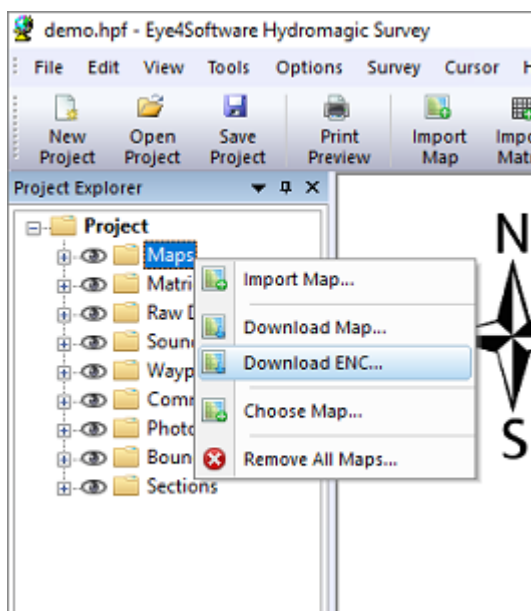 demo.hpf - Eye4Software Hydromagic Survey
File Edit View Tools Options Survey Cursor
New Project
Open Project
Save Project
Print Preview
Import Map
Project Explorer
Project
Maps
Import Map...
Download Map...
Download ENC...
Choose Map...
Remove All Maps...
Sections
N
S